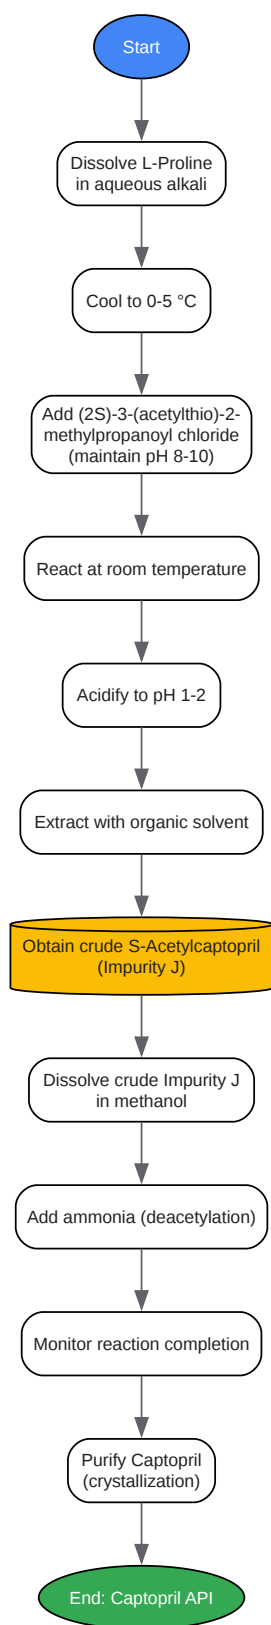 Start
Dissolve L-Proline
in aqueous alkali
Cool to 0-5 °C
Add (2S)-3-(acetylthio)-2-
methylpropanoyl chloride
(maintain pH 8-10)
React at room temperature
Acidify to pH 1-2
Extract with organic solvent
Obtain crude S-Acetylcaptopril
(Impurity J)
Dissolve crude Impurity J
in methanol
Add ammonia (deacetylation)
Monitor reaction completion
Purify Captopril
(crystallization)
End: Captopril API